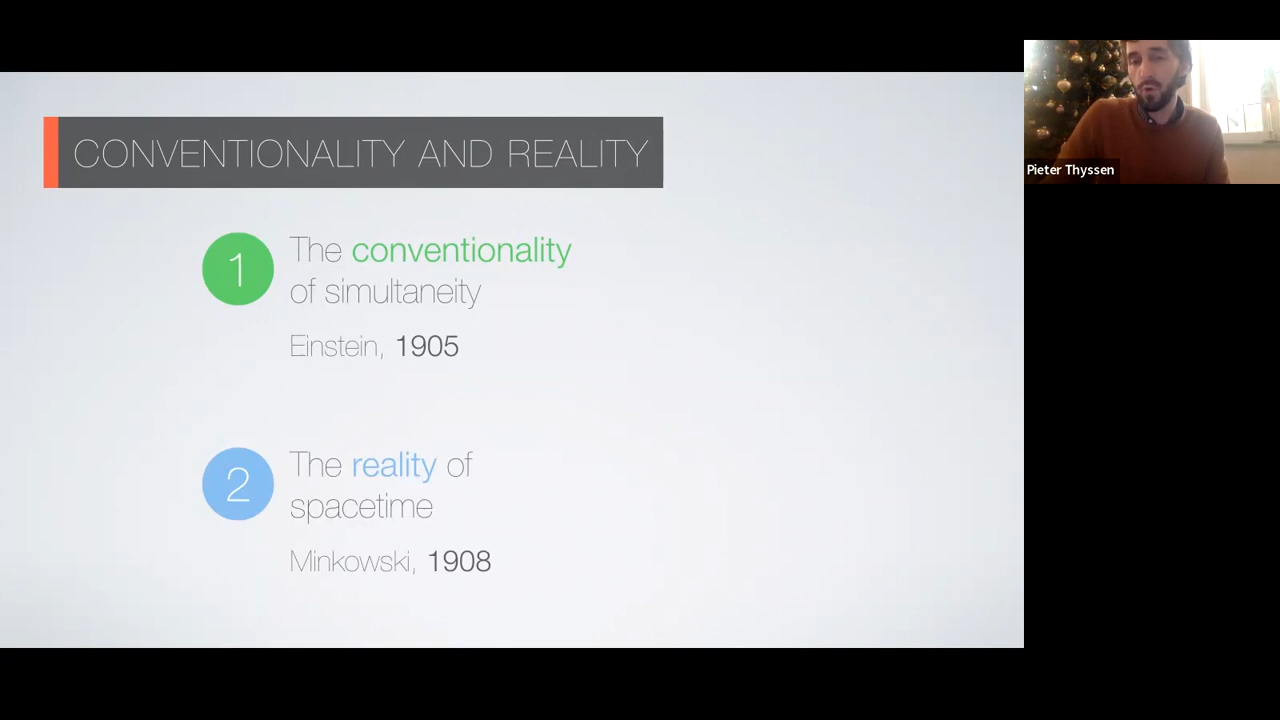 CONVENTIONALITY AND REALITY
1
The conventionality
of simultaneity
Einstein, 1905
2
The reality of
spacetime
Minkowski, 1908
Pieter Thyssen